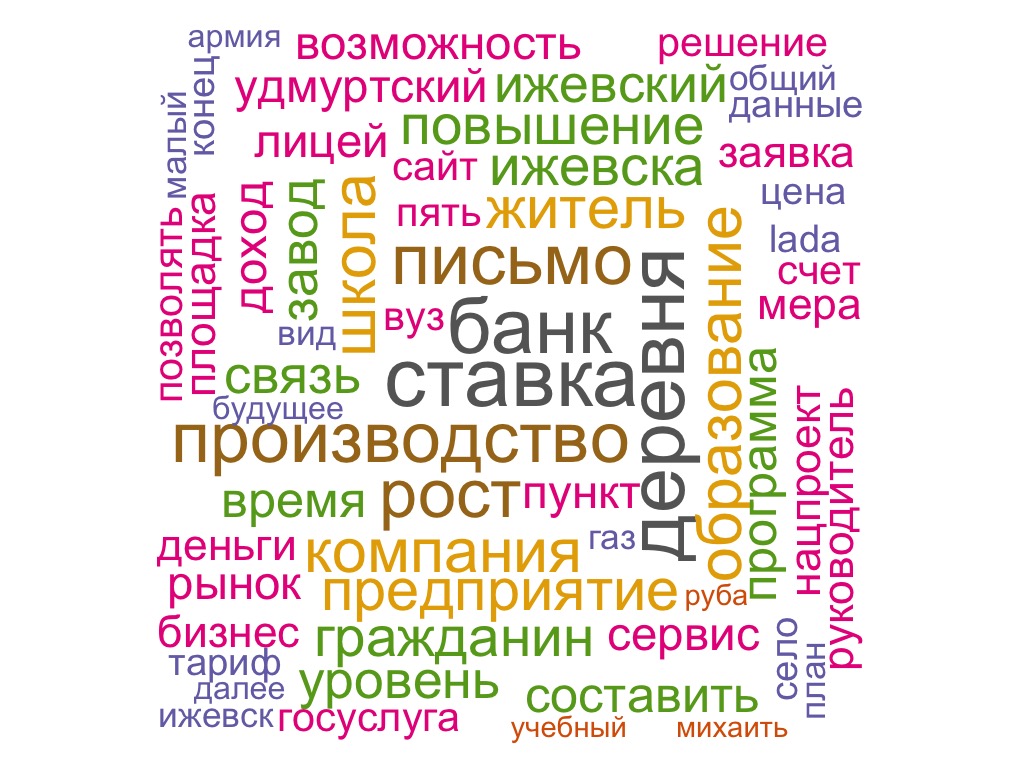 армия
возможность
решение
конец
малый
удмуртский
ижевский
общий
данные
лицей
повышение
сайт
ижевска
заявка
цена
позволять
площадка
доход
завод
школа
пять
житель
lada
счет
мера
письмо
вид
вуз
банк
деревня
образование
связь
ставка
программа
будущее
производство
нацпроект
руководитель
время
рост
пункт
деньги
компания
газ
рынок
предприятие
руба
бизнес
гражданин
сервис
село
план
тариф
далее
уровень
составить
ижевск
госуслуга
учебный
михаить